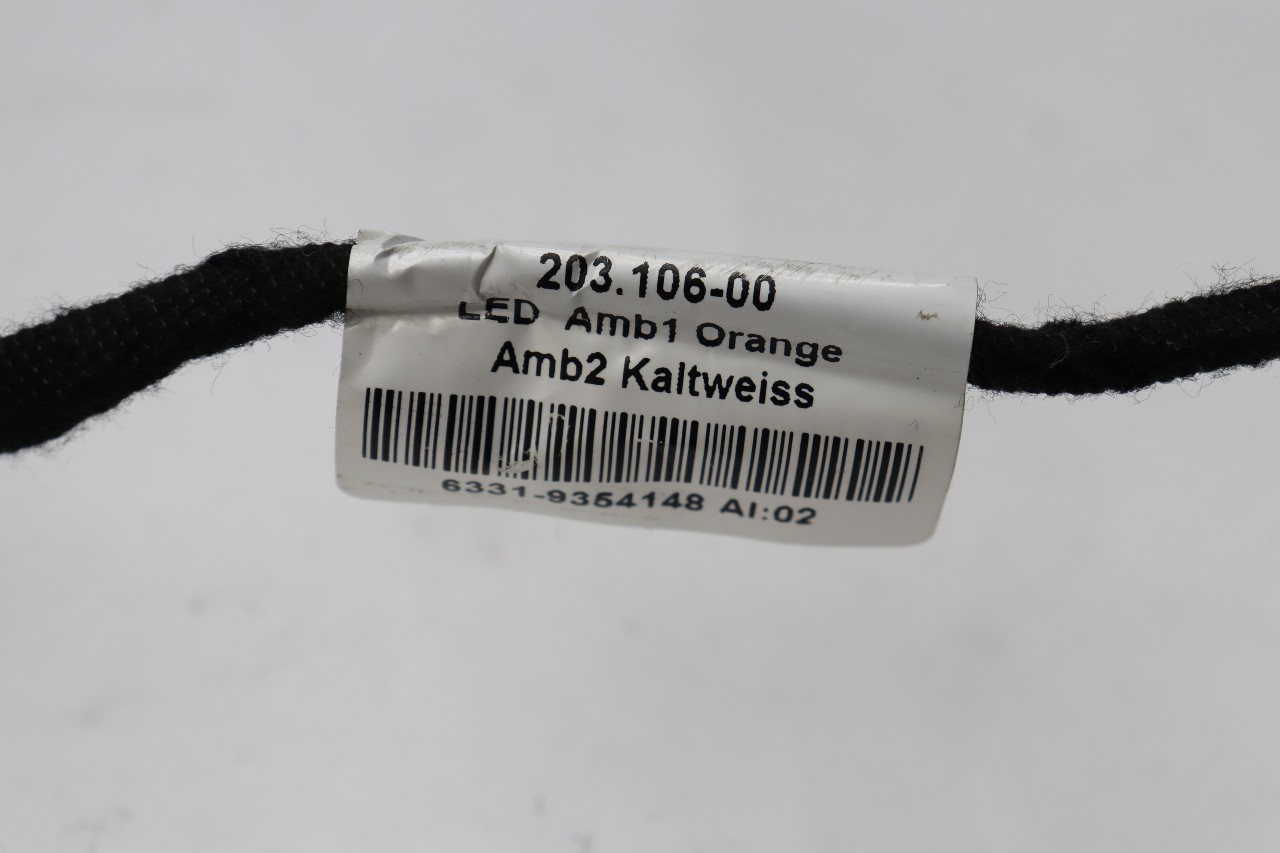 203.106-00
LED Amb1 Orange
Amb2 Kaltweiss
6331-9354148 AI:02